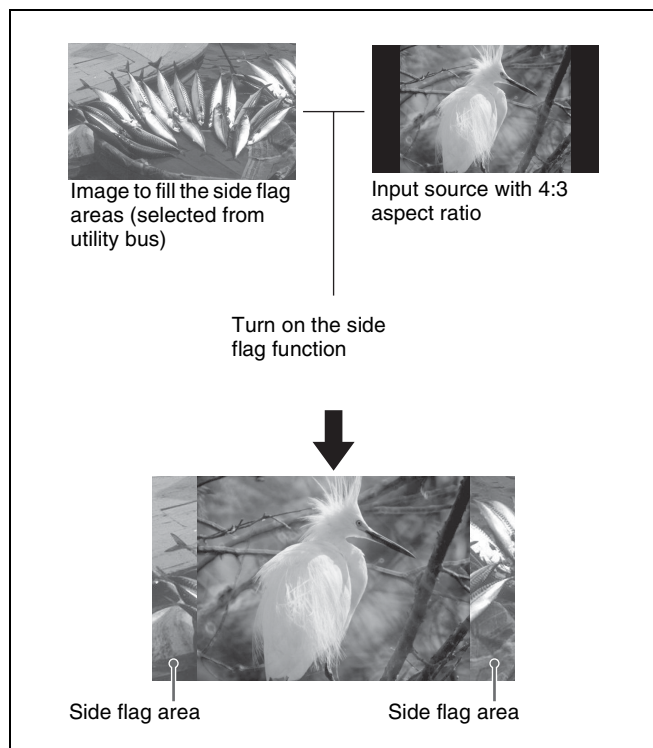 Image to fill the side flag
areas (selected from
utility bus)
Input source with 4:3
aspect ratio
Turn on the side
flag function
Side flag area
Side flag area